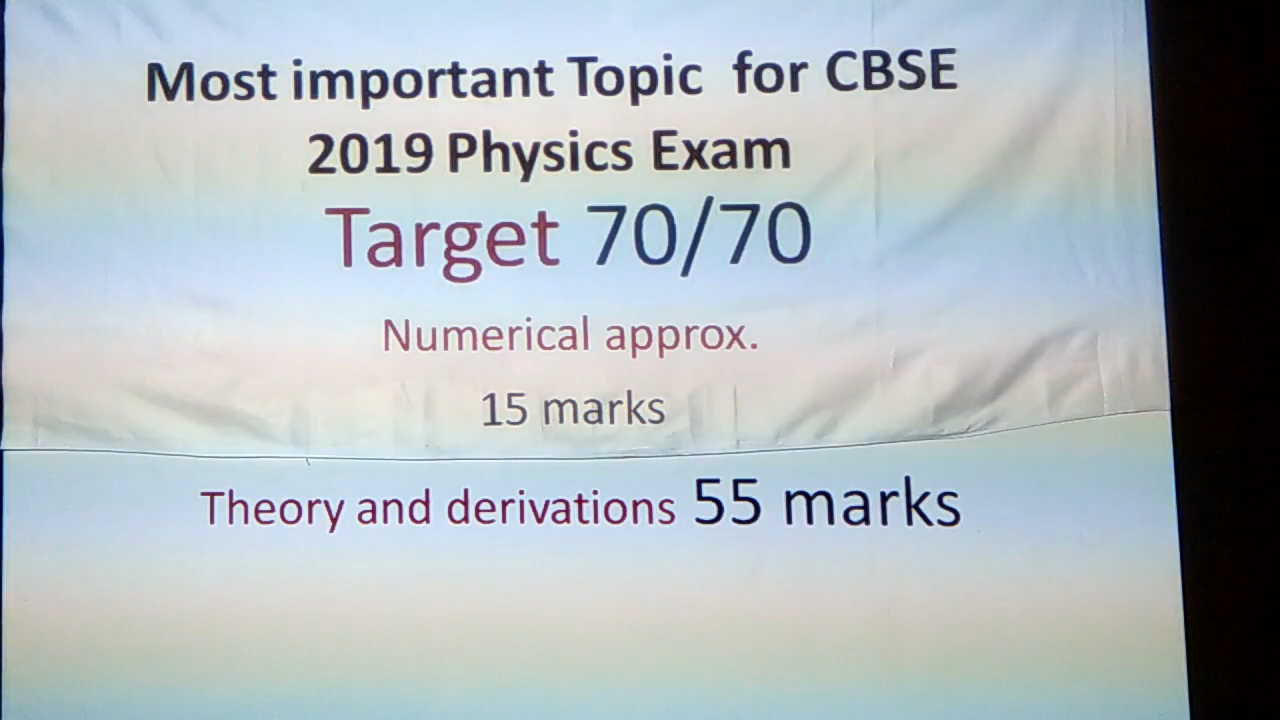 Most important Topic for CBSE
2019 Physics Exam
Target 70/70
Numerical approx.
15 marks
Theory and derivations 55 marks